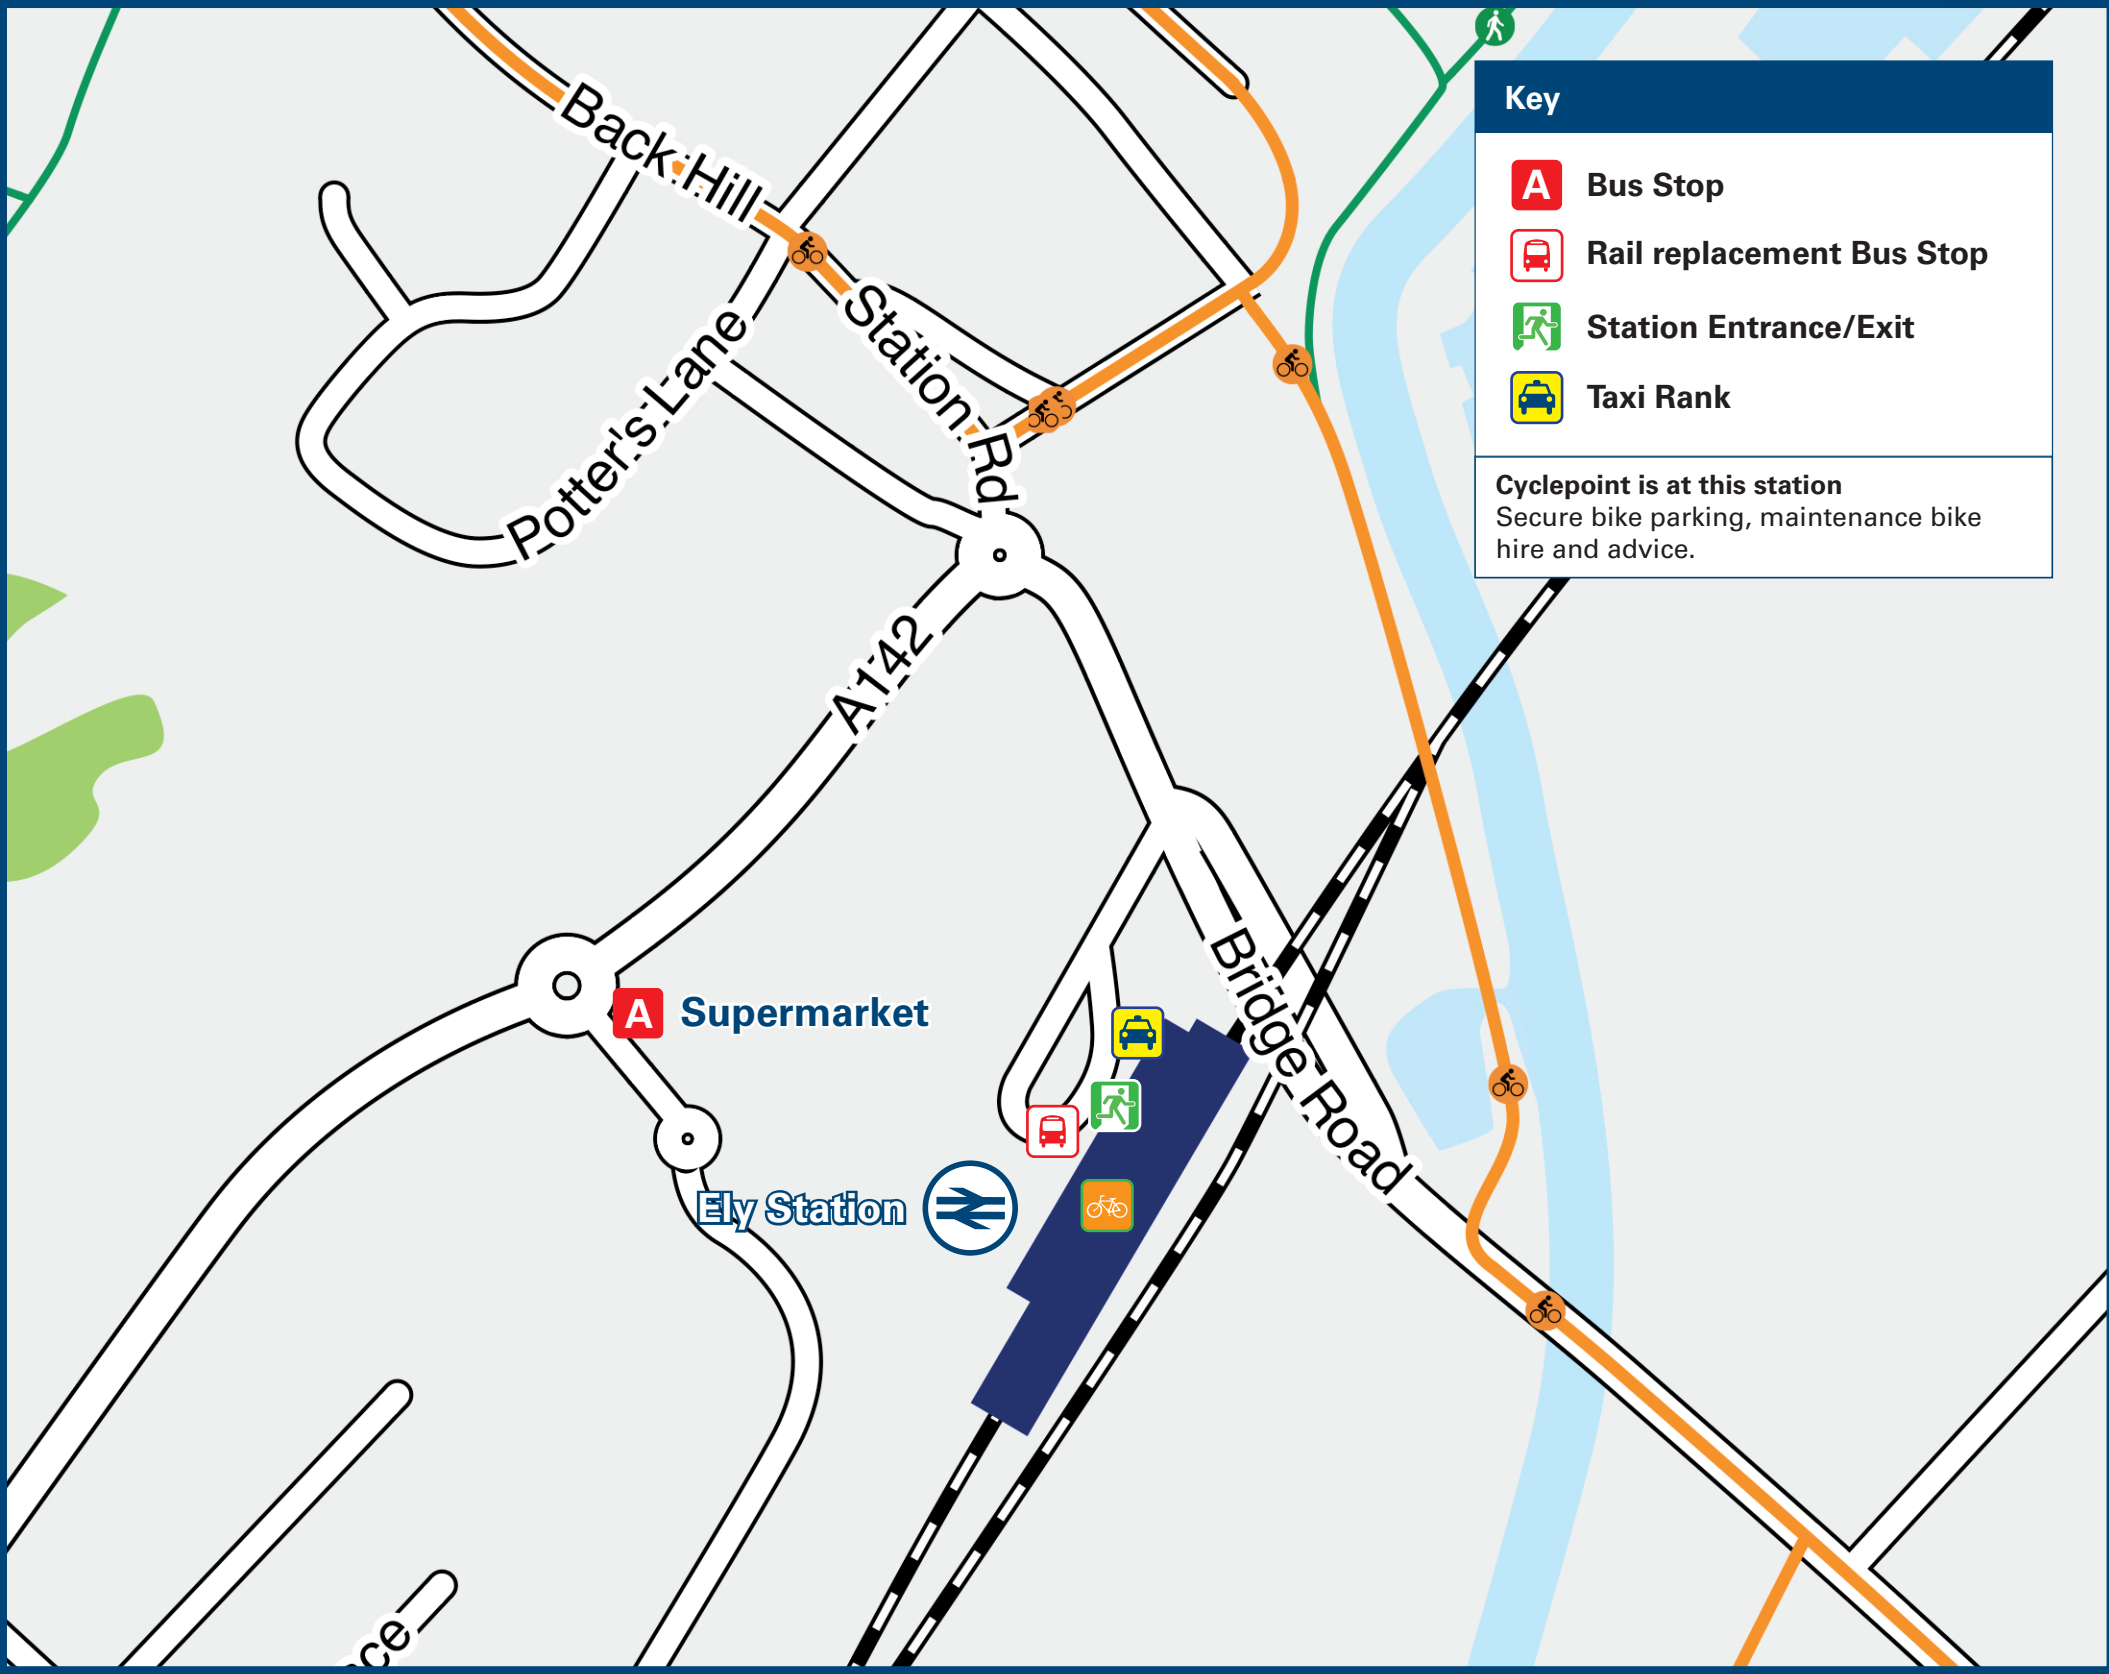 Back Hill
Station Rd
Potter's Lane
A142
Bridge Road
A Supermarket
Ely Station
ce
Key
A Bus Stop
Rail replacement Bus Stop
Station Entrance/Exit
Taxi Rank
Cyclepoint is at this station
Secure bike parking, maintenance bike
hire and advice.